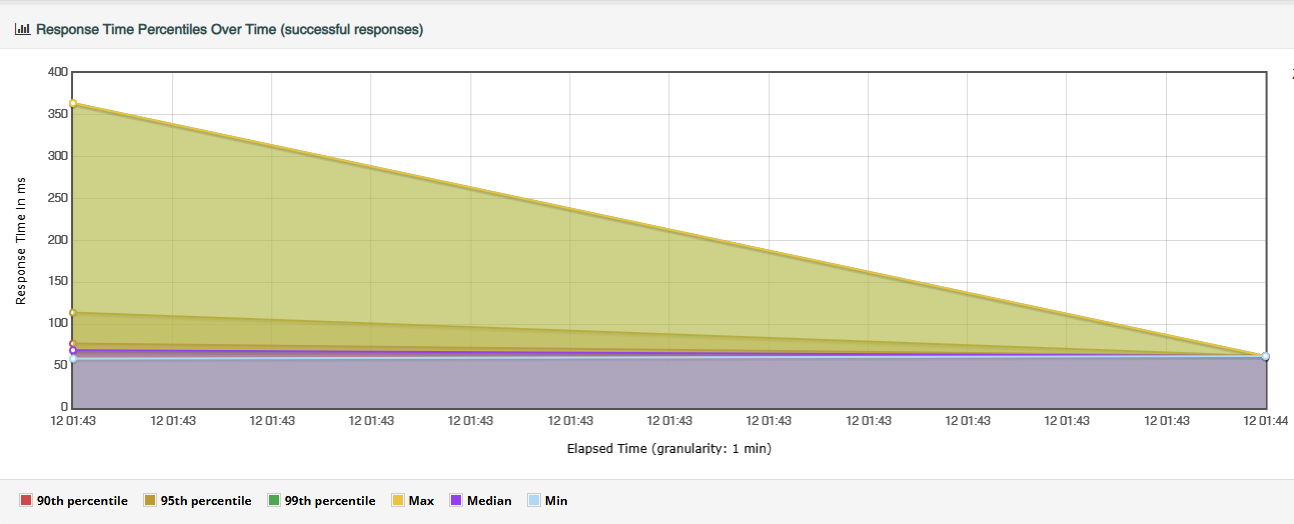 Response Time Percentiles Over Time (successful responses)
400
350
300
250
200
150
100
50
0
Response Time In ms
12 01:43 12 01:43 12 01:43 12 01:43 12 01:43 12 01:43 12 01:43 12 01:43 12 01:43 12 01:43 12 01:43 12 01:43 12 01:44
Elapsed Time (granularity: 1 min)
90th percentile 95th percentile 99th percentile Max Median Min